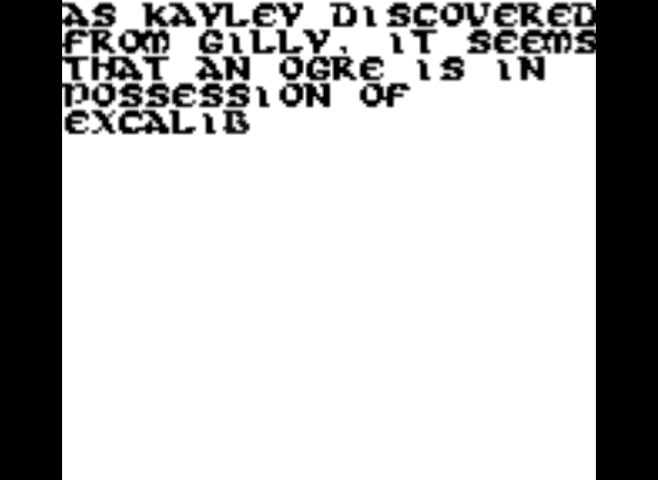 AS KAYLEY DISCOVERED
FROM GILLY, IT SEEMS
THAT AN OGRE IS IN
POSSESSION OF
EXCALIB